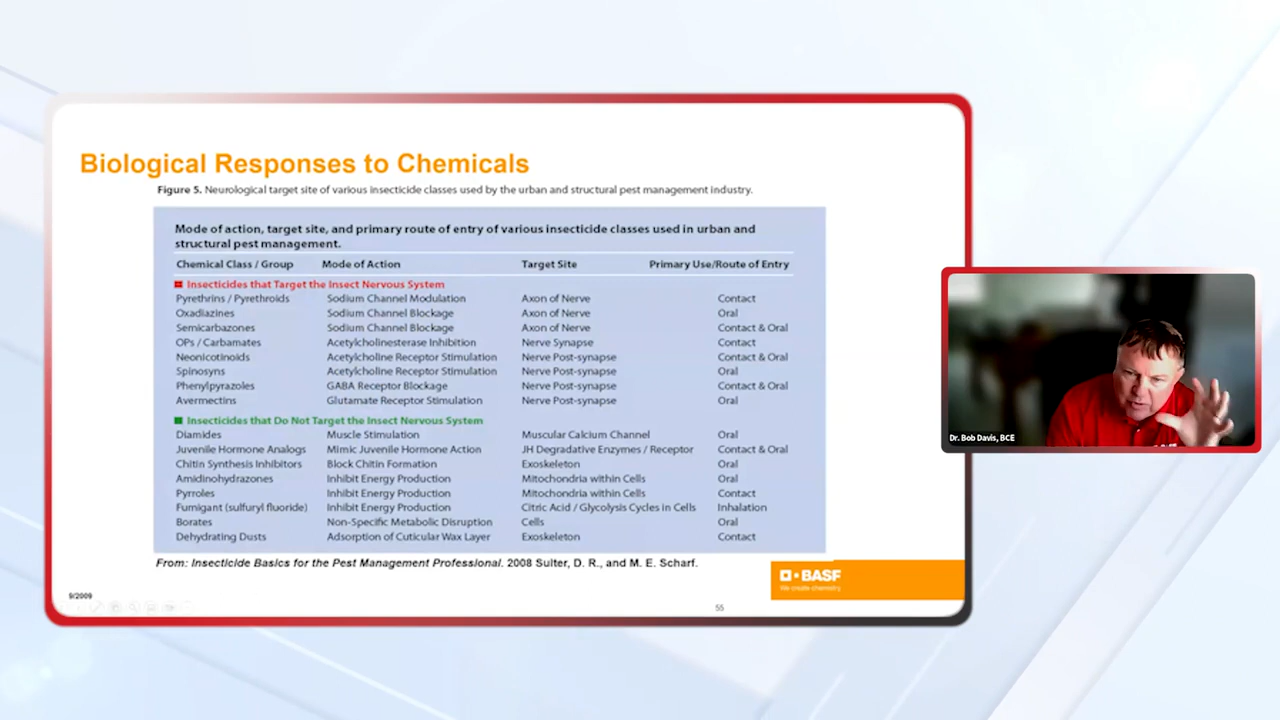 Biological Responses to Chemicals
Figure 5. Neurological target site of various insecticide classes used by the urban and structural pest management industry.
Mode of action, target site, and primary route of entry of various insecticide classes used in urban and
structural pest management.
Chemical Class / Group Mode of Action Target Site Primary Use/Route of Entry
Insecticides that Target the Insect Nervous System
Pyrethrins / Pyrethroids Sodium Channel Modulation Axon of Nerve Contact
Oxadiazines Sodium Channel Blockage Axon of Nerve Oral
Semicarbazones Sodium Channel Blockage Axon of Nerve Contact & Oral
OPs / Carbamates Acetylcholinesterase Inhibition Nerve Synapse Contact
Neonicotinoids Acetylcholine Receptor Stimulation Nerve Post-synapse Contact & Oral
Spinosyns Acetylcholine Receptor Stimulation Nerve Post-synapse Oral
Phenylpyrazoles GABA Receptor Blockage Nerve Post-synapse Contact & Oral
Avermectins Glutamate Receptor Stimulation Nerve Post-synapse Oral
Insecticides that Do Not Target the Insect Nervous System
Diamides Muscle Stimulation Muscular Calcium Channel Oral
Juvenile Hormone Analogs Mimic Juvenile Hormone Action JH Degradative Enzymes / Receptor Contact & Oral
Chitin Synthesis Inhibitors Block Chitin Formation Exoskeleton Oral
Amidinohydrazones Inhibit Energy Production Mitochondria within Cells Oral
Pyrroles Inhibit Energy Production Mitochondria within Cells Contact
Fumigant (sulfuryl fluoride) Inhibit Energy Production Citric Acid / Glycolysis Cycles in Cells Inhalation
Borates Non-Specific Metabolic Disruption Cells Oral
Dehydrating Dusts Adsorption of Cuticular Wax Layer Exoskeleton Contact
From: Insecticide Basics for the Pest Management Professional. 2008 Suiter, D. R., and M. E. Scharf.
BASF
We create chemistry
9/2009
55
Dr. Bob Davis, BCE